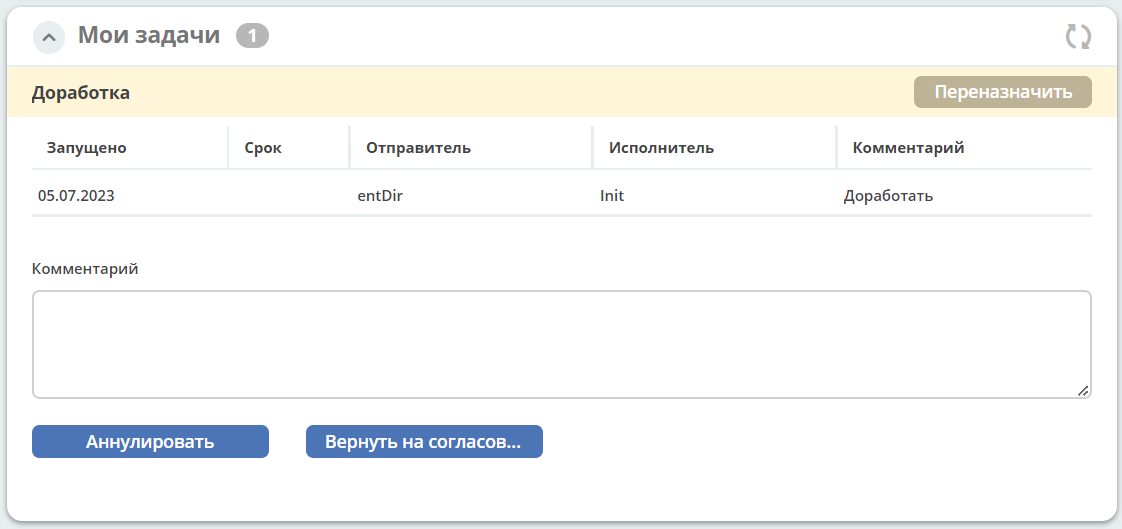 Мои задачи 1
Доработка Переназначить
Запущено Срок Отправитель Исполнитель Комментарий
05.07.2023 entDir Init Доработать
Комментарий
Аннулировать Вернуть на согласов...